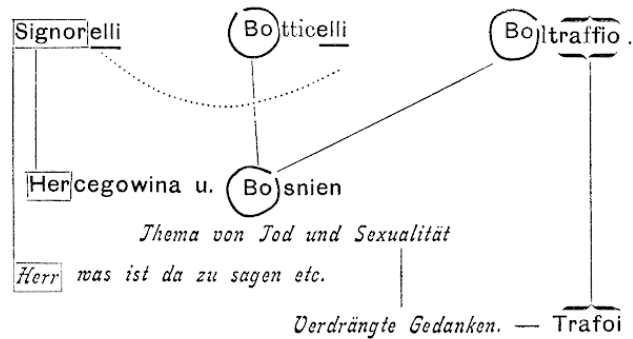 Signorelli Botticelli Boltraffio.
Hercegowina u. Bosnien
Thema von Tod und Sexualität
Herr was ist da zu sagen etc.
Verdrängte Gedanken. — Trafoi